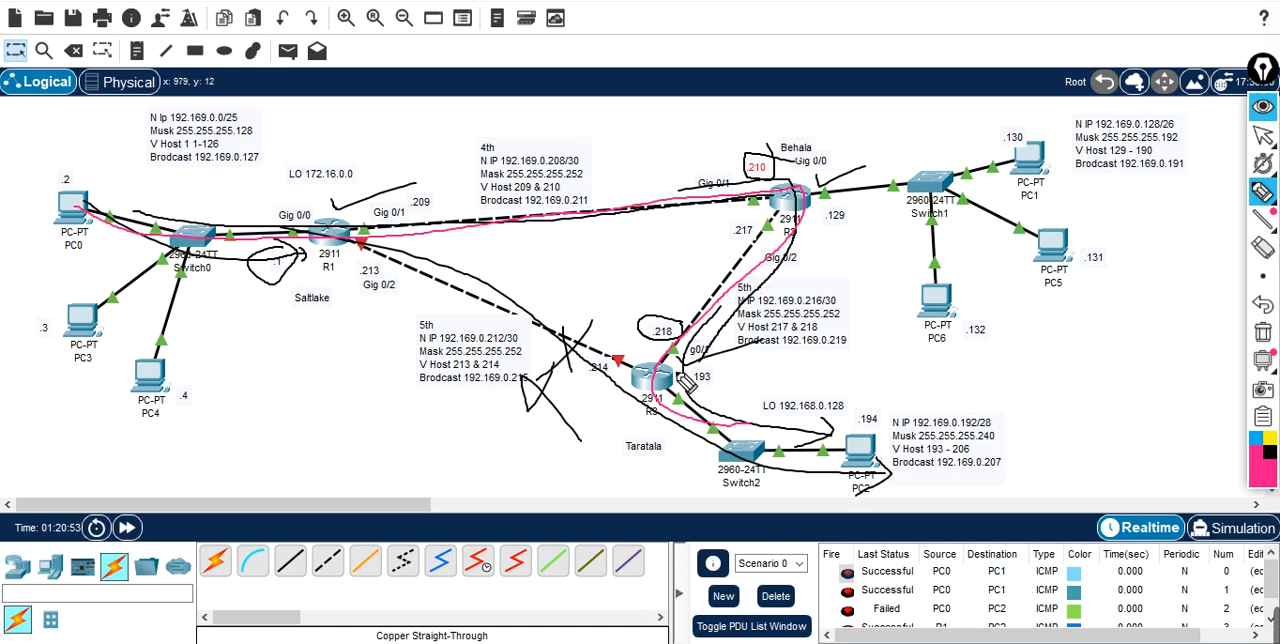 Logical
Physical
x: 979, y: 12
Root
N Ip 192.169.0.0/25
Musk 255.255.255.128
V Host 1 1-126
Brodcast 192.169.0.127
4th
N IP 192.169.0.208/30
Mask 255.255.255.252
V Host 209 & 210
Brodcast 192.169.0.211
Behala
Gig 0/0
.210
.130
N IP 192.169.0.128/26
Musk 255.255.255.192
V Host 129 - 190
Brodcast 192.169.0.191
LO 172.16.0.0
.2
PC-PT
PC0
Gig 0/0
Gig 0/1
.209
Gig 0/1
2911
.129
2960-24TT
Switch1
PC-PT
PC1
2960-24TT
Switch0
.1
2911
R1
.213
Gig 0/2
Saltlake
.217
Gig 0/2
PC-PT
PC5
.131
.3
PC-PT
PC3
PC-PT
PC4
.4
5th
N IP 192.169.0.216/30
Mask 255.255.255.252
V Host 217 & 218
Brodcast 192.169.0.219
PC-PT
PC6
.132
5th
N IP 192.169.0.212/30
Mask 255.255.255.252
V Host 213 & 214
Brodcast 192.169.0.215
.218
.214
.193
2911
R3
Taratala
LO 192.168.0.128
.194
N IP 192.169.0.192/28
Musk 255.255.255.240
V Host 193 - 206
Brodcast 192.169.0.207
2960-24TT
Switch2
PC-PT
PC2
Time: 01:20:53
Realtime
Simulation
Scenario 0
New
Delete
Toggle PDU List Window
Fire Last Status Source Destination Type Color Time(sec) Periodic Num Edit
Successful PC0 PC1 ICMP 0.000 N 0 (ec
Successful PC0 PC1 ICMP 0.000 N 1 (ec
Failed PC0 PC2 ICMP 0.000 N 2 (ec
Copper Straight-Through